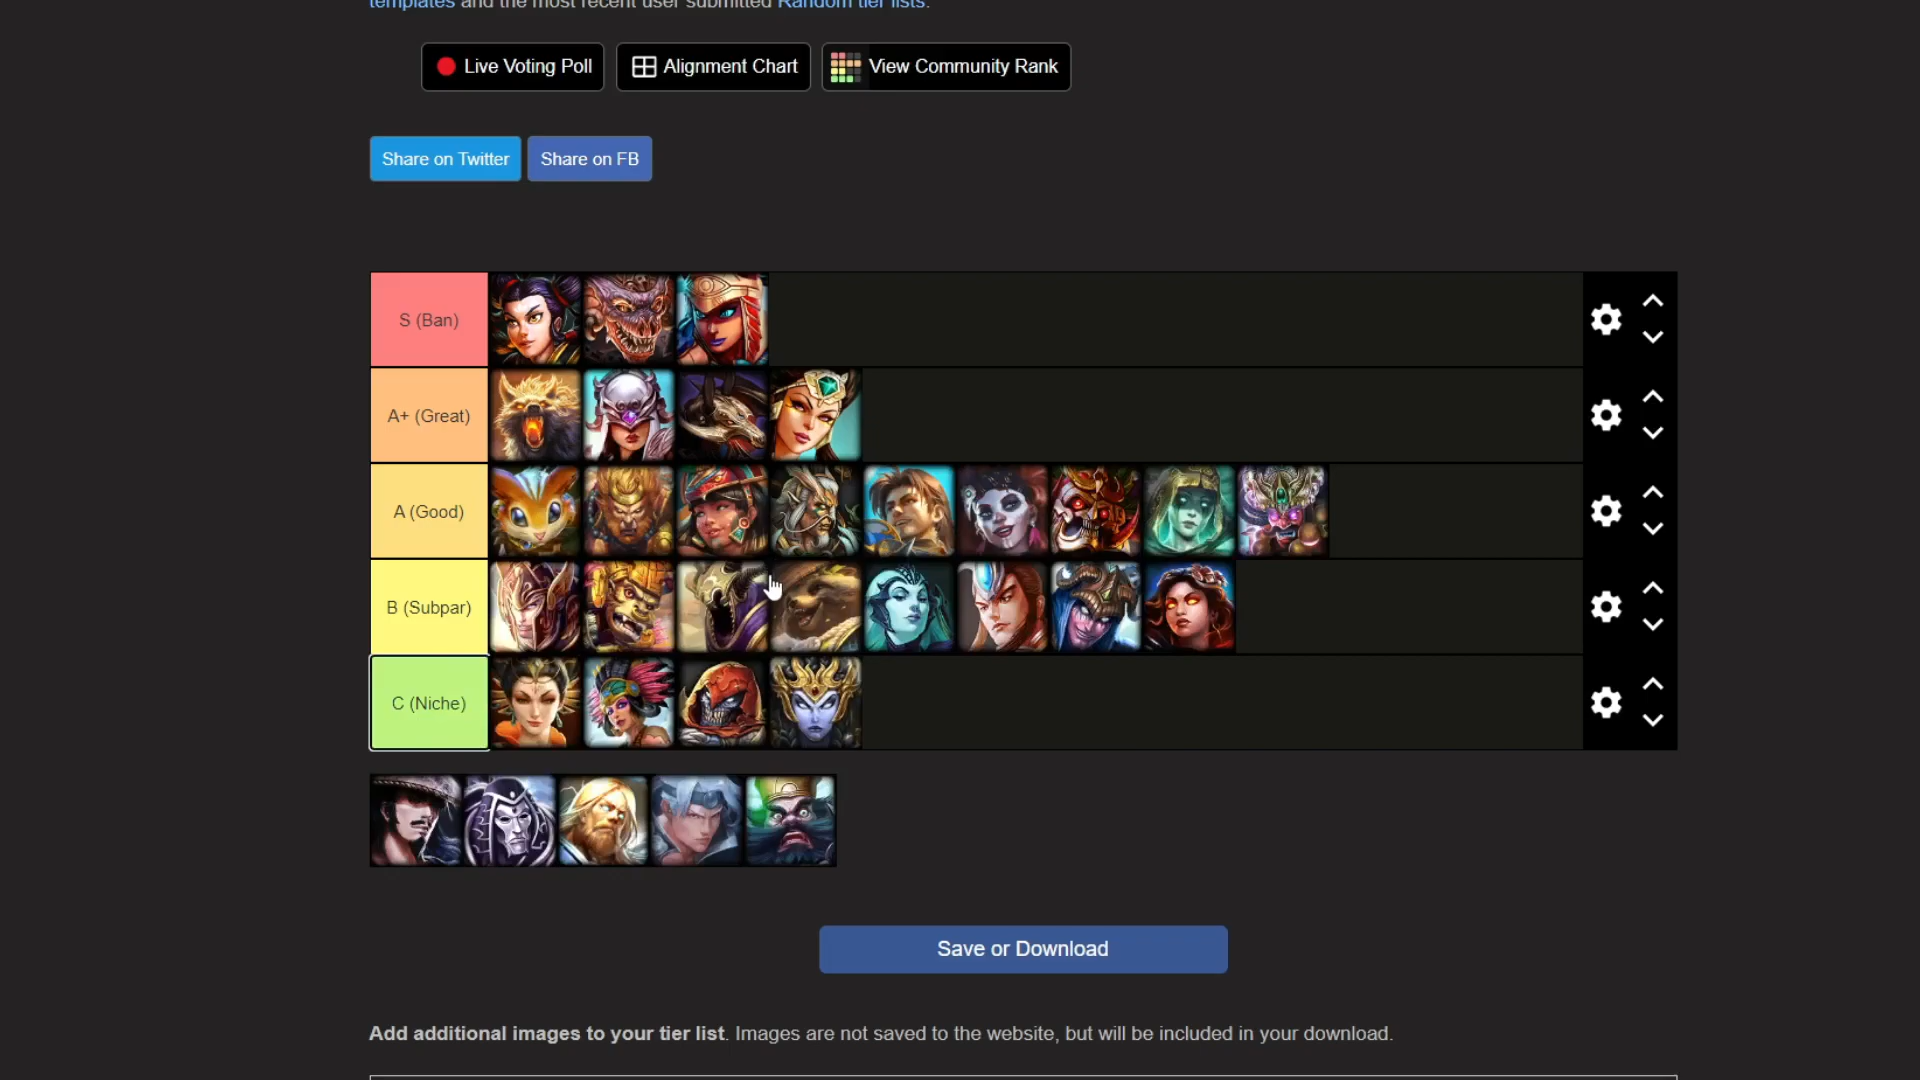 templates and the most recent user submitted Random tier lists.
Live Voting Poll
Alignment Chart
View Community Rank
Share on Twitter
Share on FB
S (Ban)
A+ (Great)
A (Good)
B (Subpar)
C (Niche)
Save or Download
Add additional images to your tier list. Images are not saved to the website, but will be included in your download.